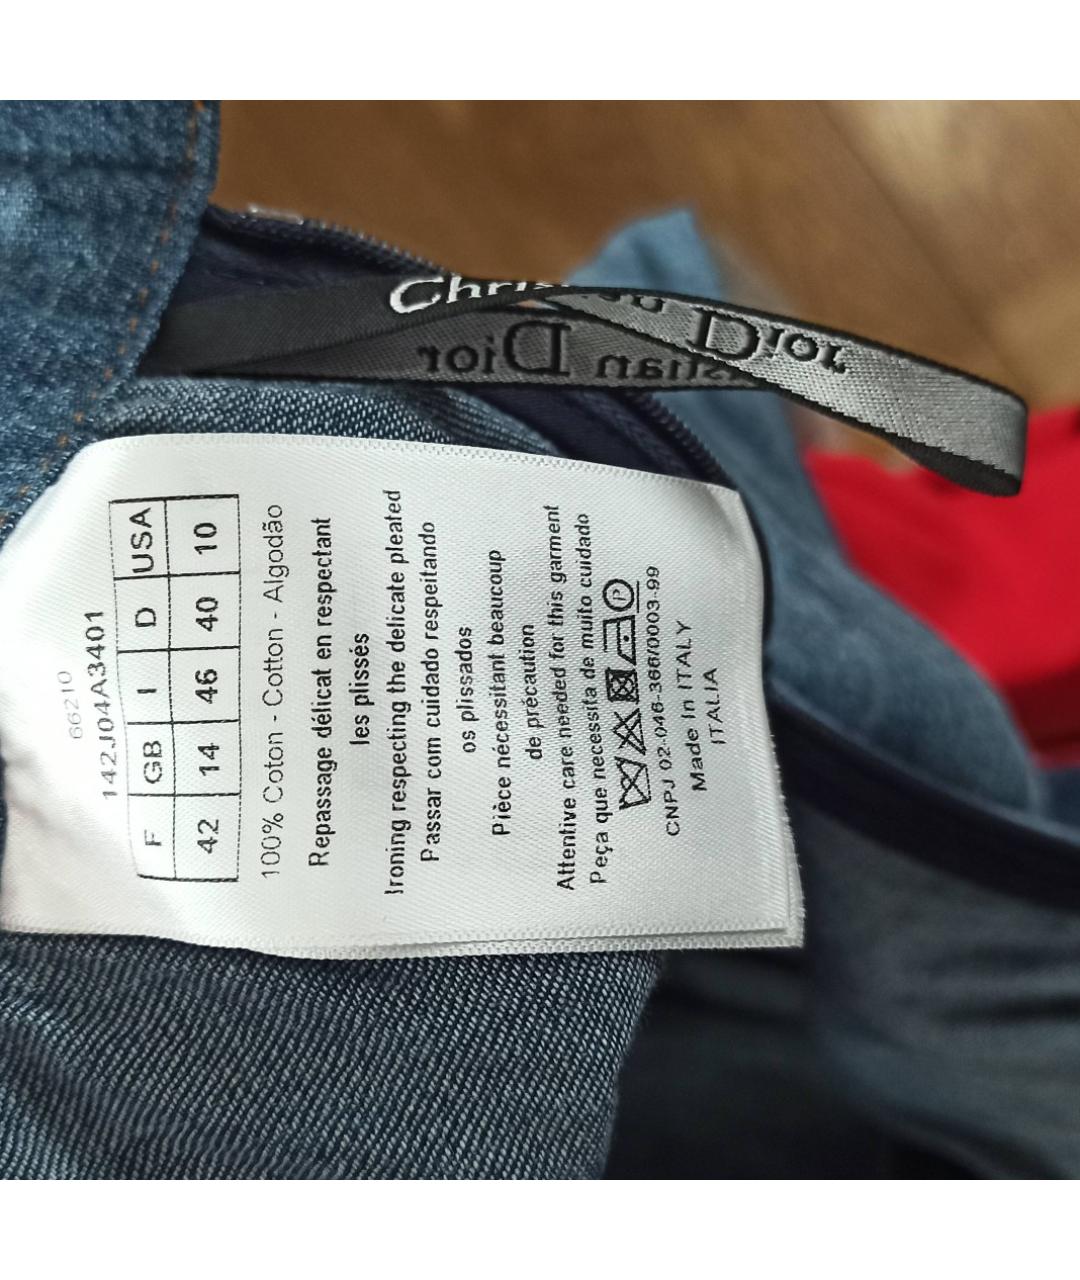 Christian Dior
66210
142J04A3401
F GB I D USA
42 14 46 40 10
100% Coton - Cotton - Algodão
Repassage délicat en respectant
les plissés
Ironing respecting the delicate pleated
Passar com cuidado respeitando
os plissados
Pièce nécessitant beaucoup
de précaution
Attentive care needed for this garment
Peça que necessita de muito cuidado
P
CNPJ 02-046-366/0003-99
Made in ITALY
ITALIA